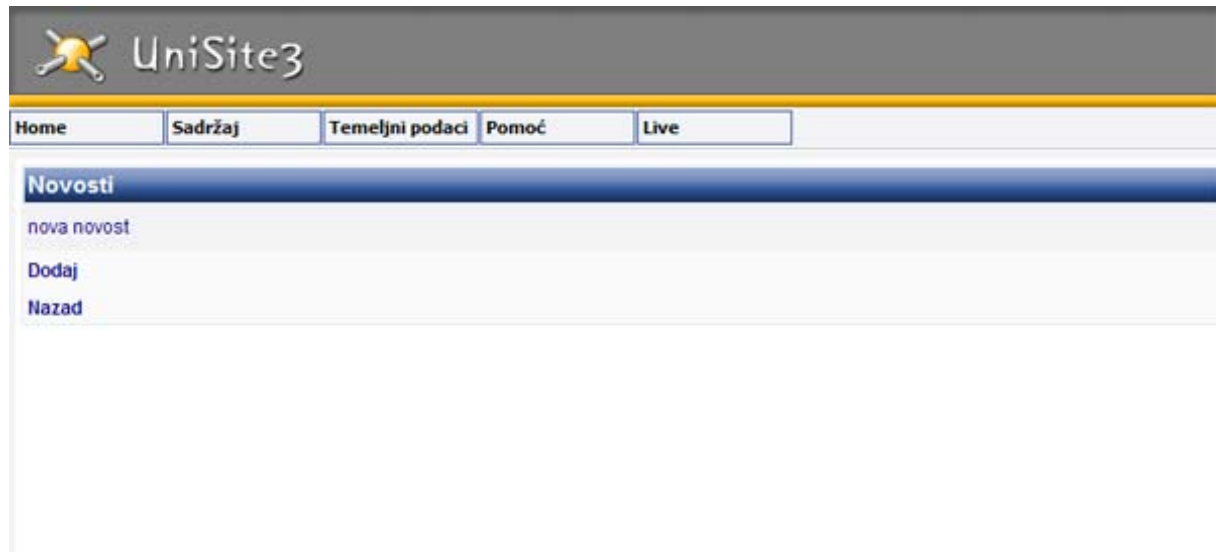 UniSite3
Home Sadržaj Temeljni podaci Pomoć Live
Novosti
nova novost
Dodaj
Nazad